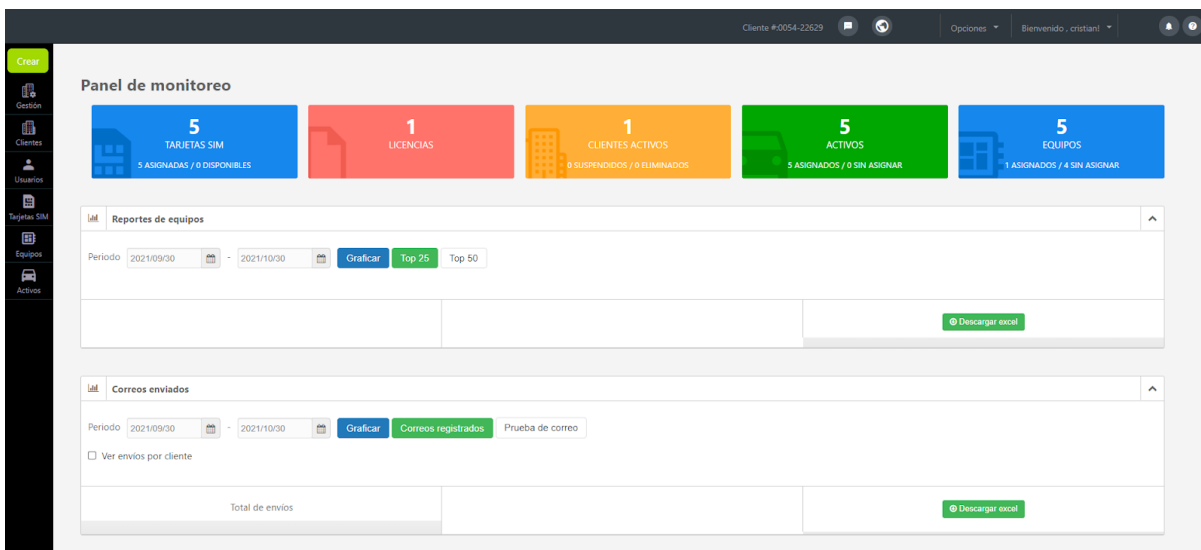 Cliente #:0054-22629
Opciones
Bienvenido , cristian!
Crear
Gestión
Clientes
Usuarios
Tarjetas SIM
Equipos
Activos
Panel de monitoreo
5
TARJETAS SIM
5 ASIGNADAS / 0 DISPONIBLES
1
LICENCIAS
1
CLIENTES ACTIVOS
0 SUSPENDIDOS / 0 ELIMINADOS
5
ACTIVOS
5 ASIGNADOS / 0 SIN ASIGNAR
5
EQUIPOS
1 ASIGNADOS / 4 SIN ASIGNAR
Reportes de equipos
Periodo 2021/09/30 - 2021/10/30 Graficar Top 25 Top 50
Descargar excel
Correos enviados
Periodo 2021/09/30 - 2021/10/30 Graficar Correos registrados Prueba de correo
Ver envíos por cliente
Total de envíos
Descargar excel